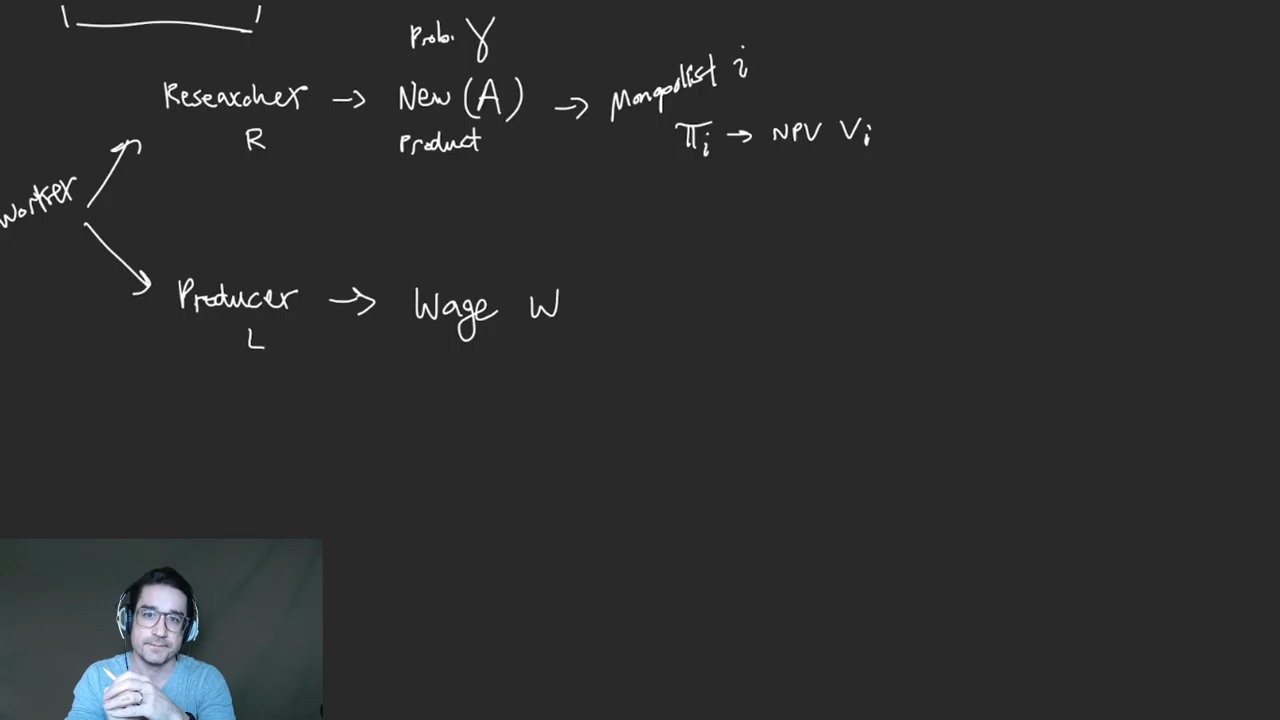 Prob. γ
Researcher → New (A) → Monopolist i
R Product πi → NPV Vi
Worker
Producer → Wage W
L